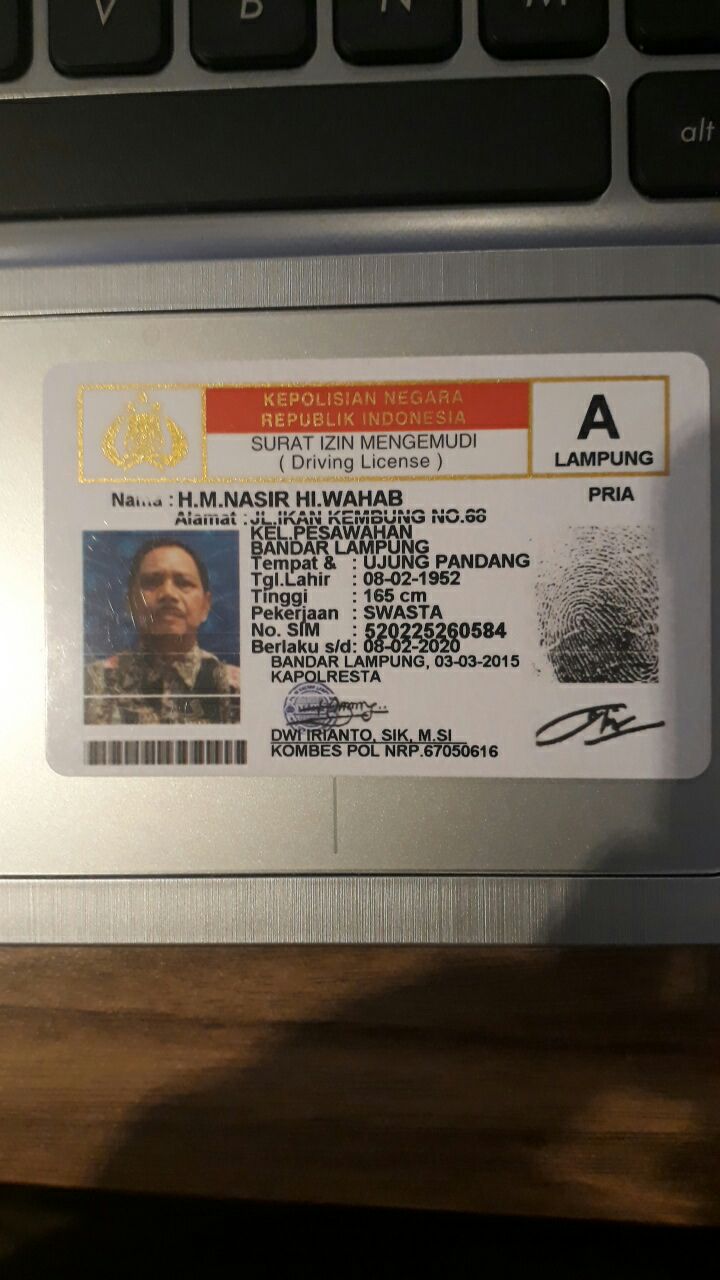 V B N M
alt
KEPOLISIAN NEGARA
REPUBLIK INDONESIA
SURAT IZIN MENGEMUDI
( Driving License )
A
LAMPUNG
Nama : H.M.NASIR HI.WAHAB
PRIA
Alamat : JL.IKAN KEMBUNG NO.68
KEL.PESAWAHAN
BANDAR LAMPUNG
Tempat & : UJUNG PANDANG
Tgl.Lahir : 08-02-1952
Tinggi : 165 cm
Pekerjaan : SWASTA
No. SIM : 520225260584
Berlaku s/d : 08-02-2020
BANDAR LAMPUNG, 03-03-2015
KAPOLRESTA
DWI IRIANTO, SIK, M.SI
KOMBES POL NRP.67050616